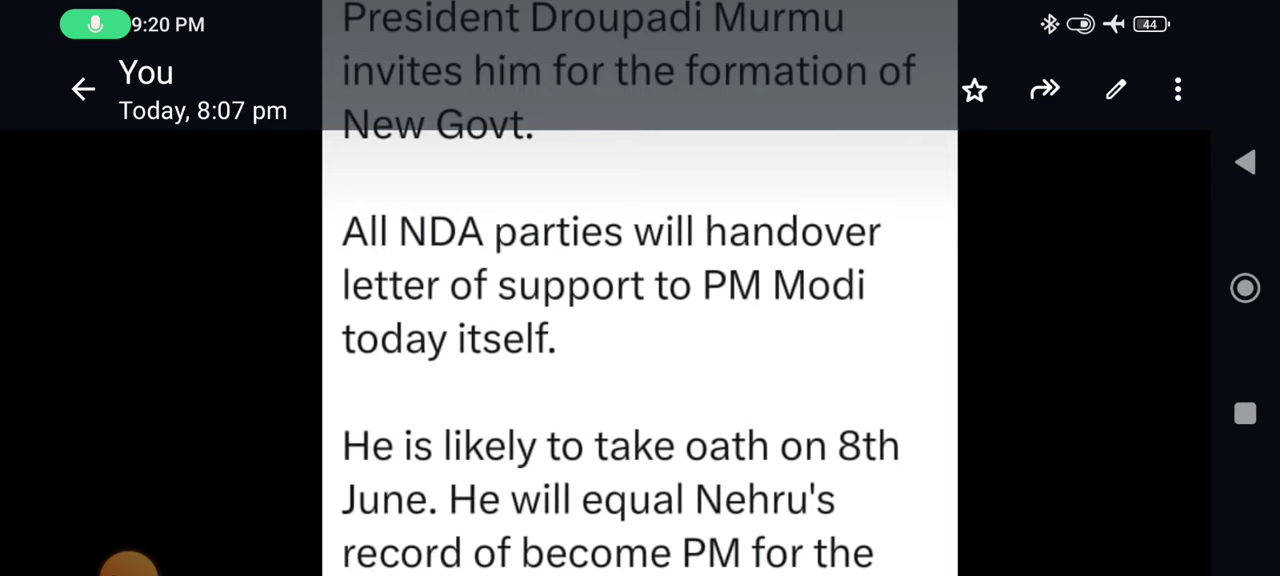 9:20 PM
44
You
Today, 8:07 pm
President Droupadi Murmu
invites him for the formation of
New Govt.
All NDA parties will handover
letter of support to PM Modi
today itself.
He is likely to take oath on 8th
June. He will equal Nehru's
record of become PM for the